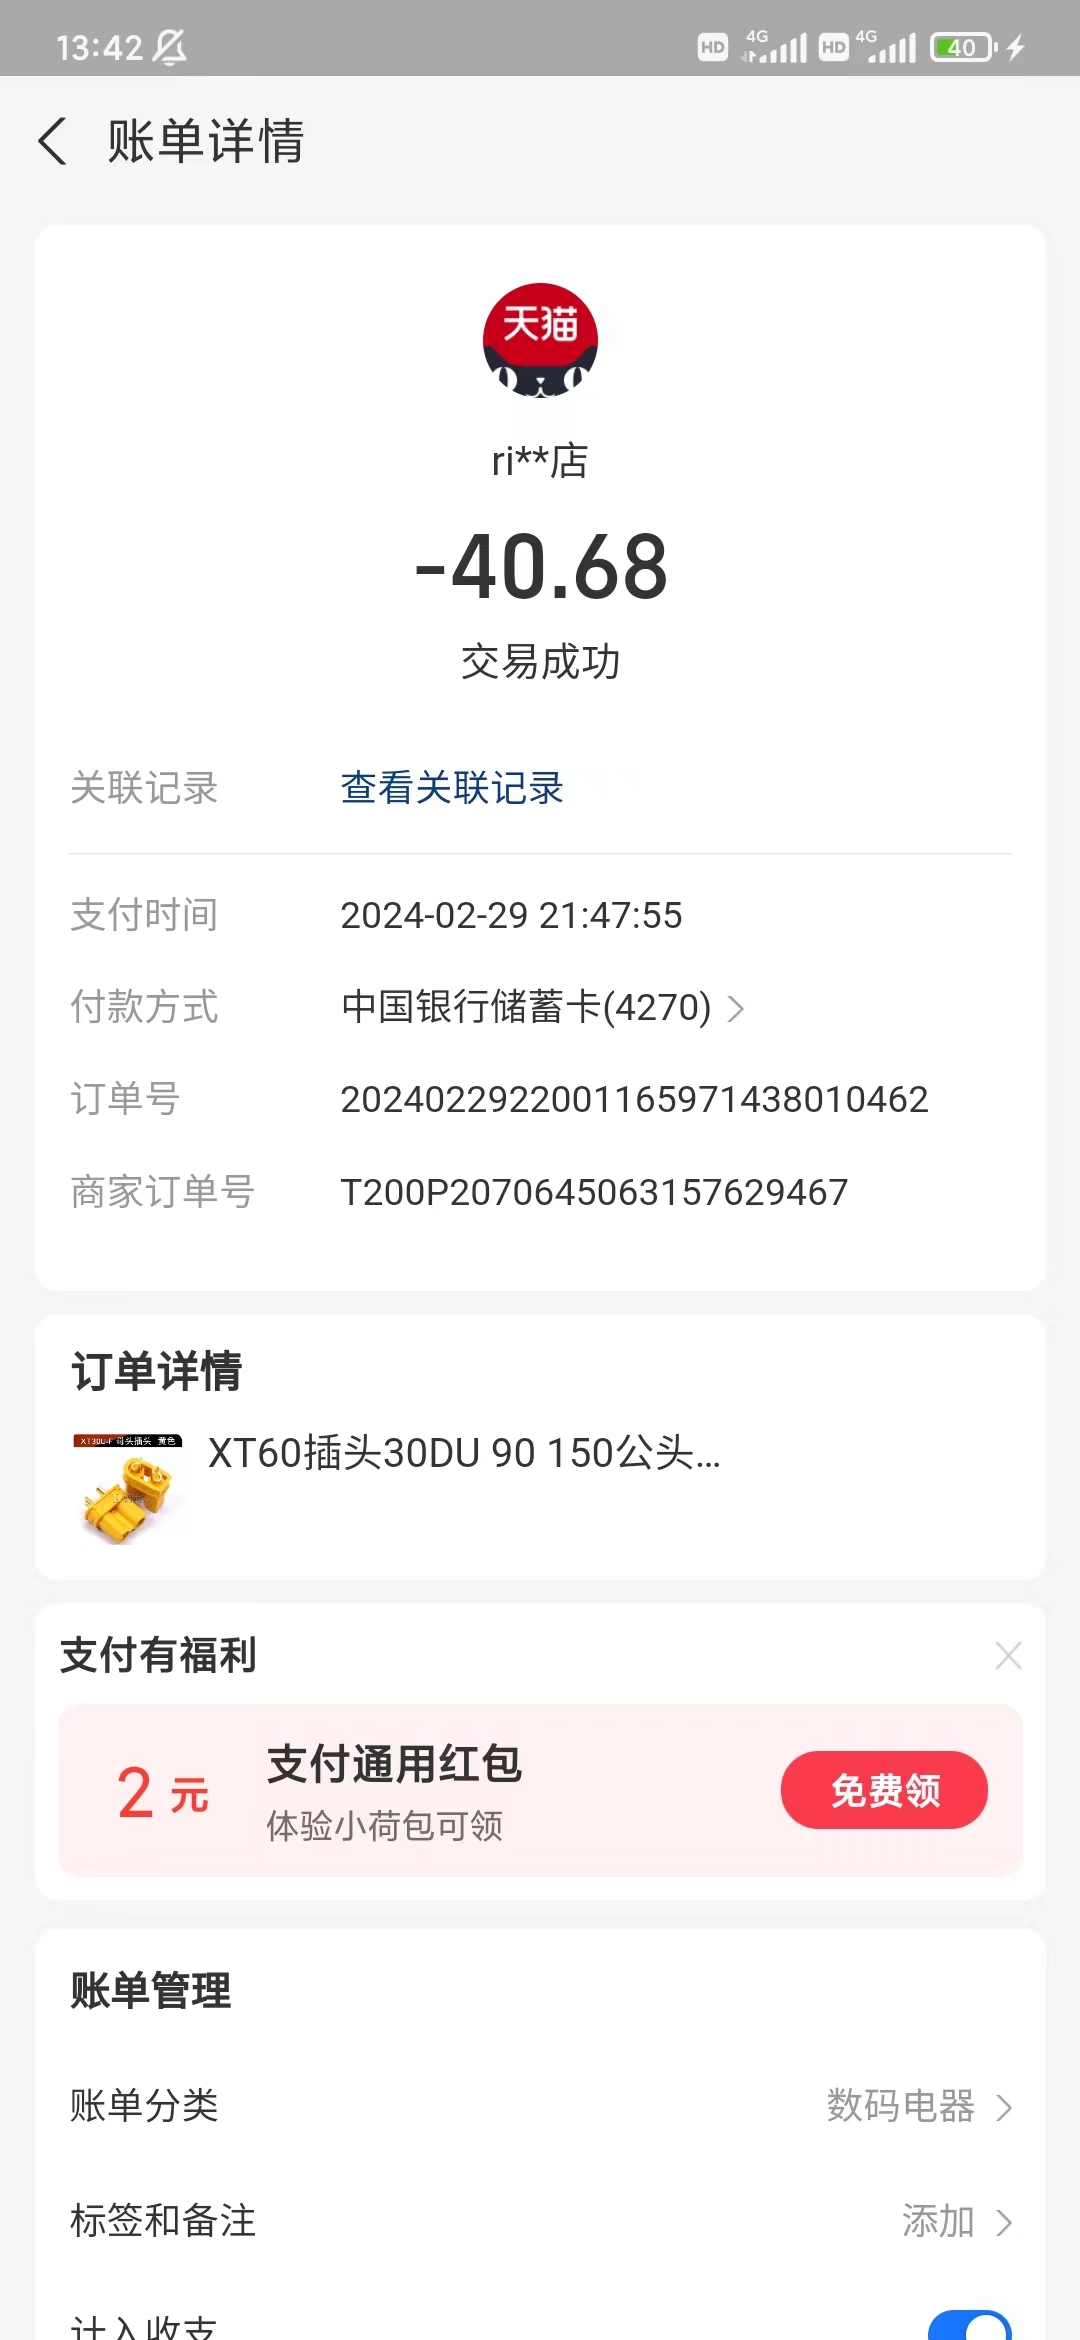 13:42
HD 4G HD 4G 40
账单详情
天猫
ri**店
-40.68
交易成功
关联记录 查看关联记录
支付时间 2024-02-29 21:47:55
付款方式 中国银行储蓄卡(4270)
订单号 2024022922001165971438010462
商家订单号 T200P2070645063157629467
订单详情
XT30U-F 母头插头 黄色
XT60插头30DU 90 150公头...
支付有福利
2 元
支付通用红包
体验小荷包可领
免费领
账单管理
账单分类 数码电器
标签和备注 添加
计入收支